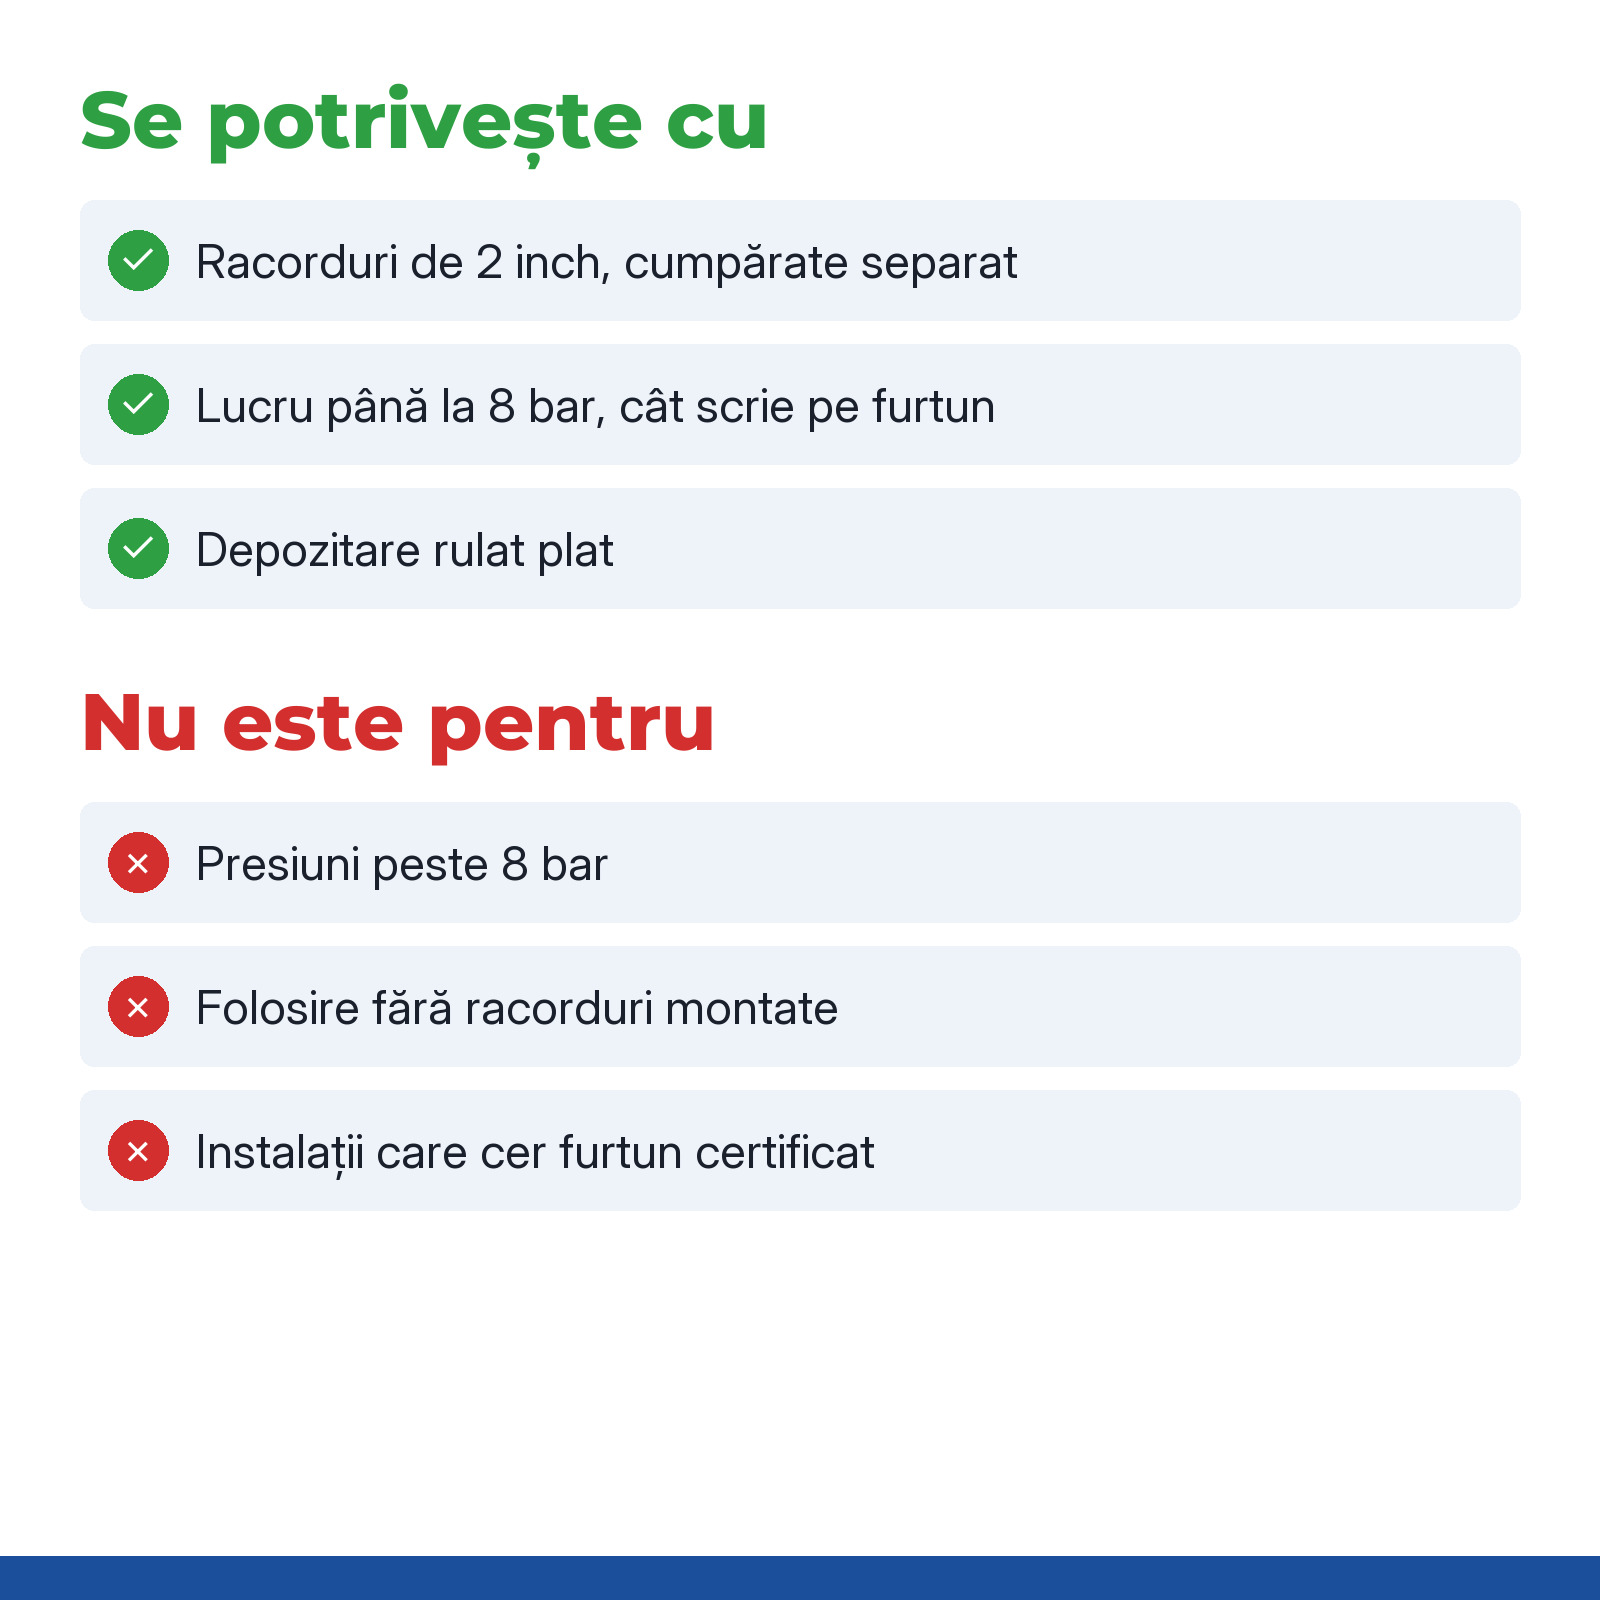 Se potrivește cu
Racorduri de 2 inch, cumpărate separat
Lucru până la 8 bar, cât scrie pe furtun
Depozitare rulat plat
Nu este pentru
Presiuni peste 8 bar
Folosire fără racorduri montate
Instalații care cer furtun certificat